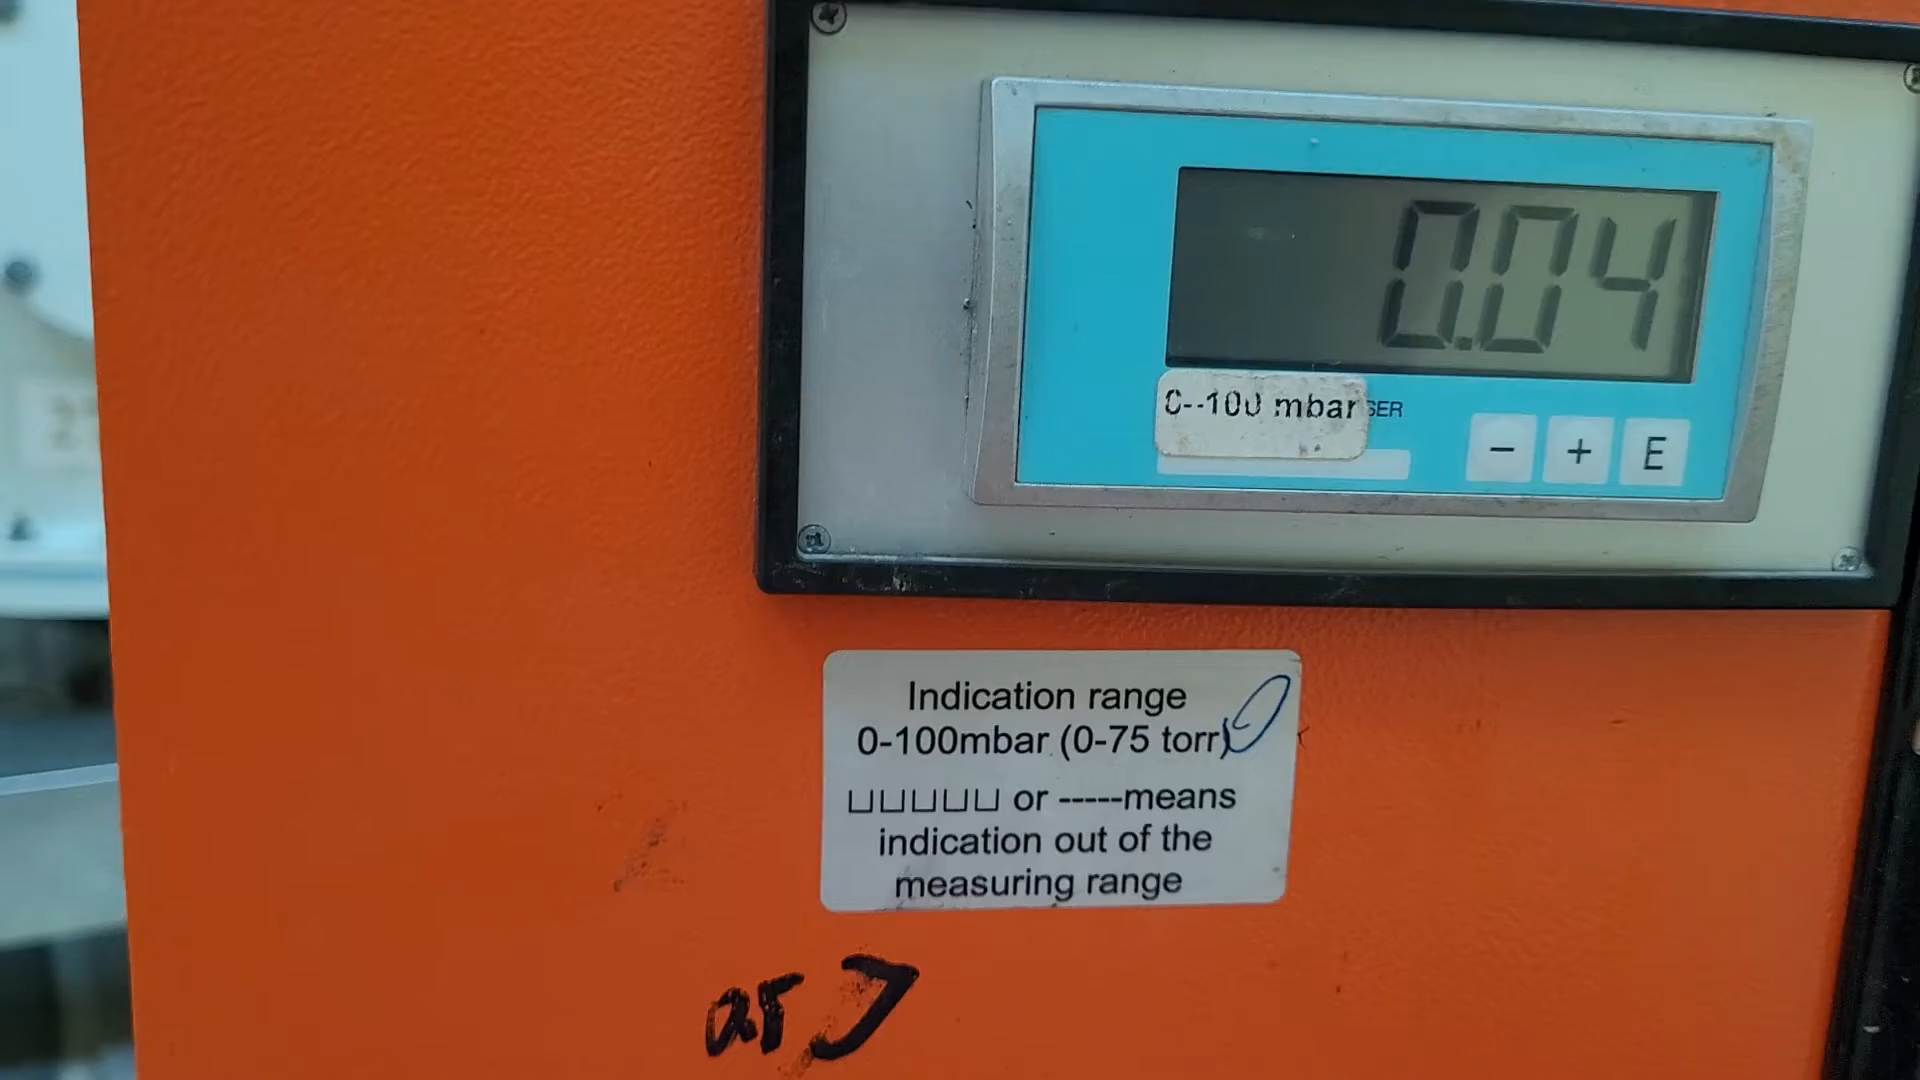 0.04
0--100 mbar
SER
- + E
Indication range
0-100mbar (0-75 torr)
⊔⊔⊔⊔⊔ or -----means
indication out of the
measuring range